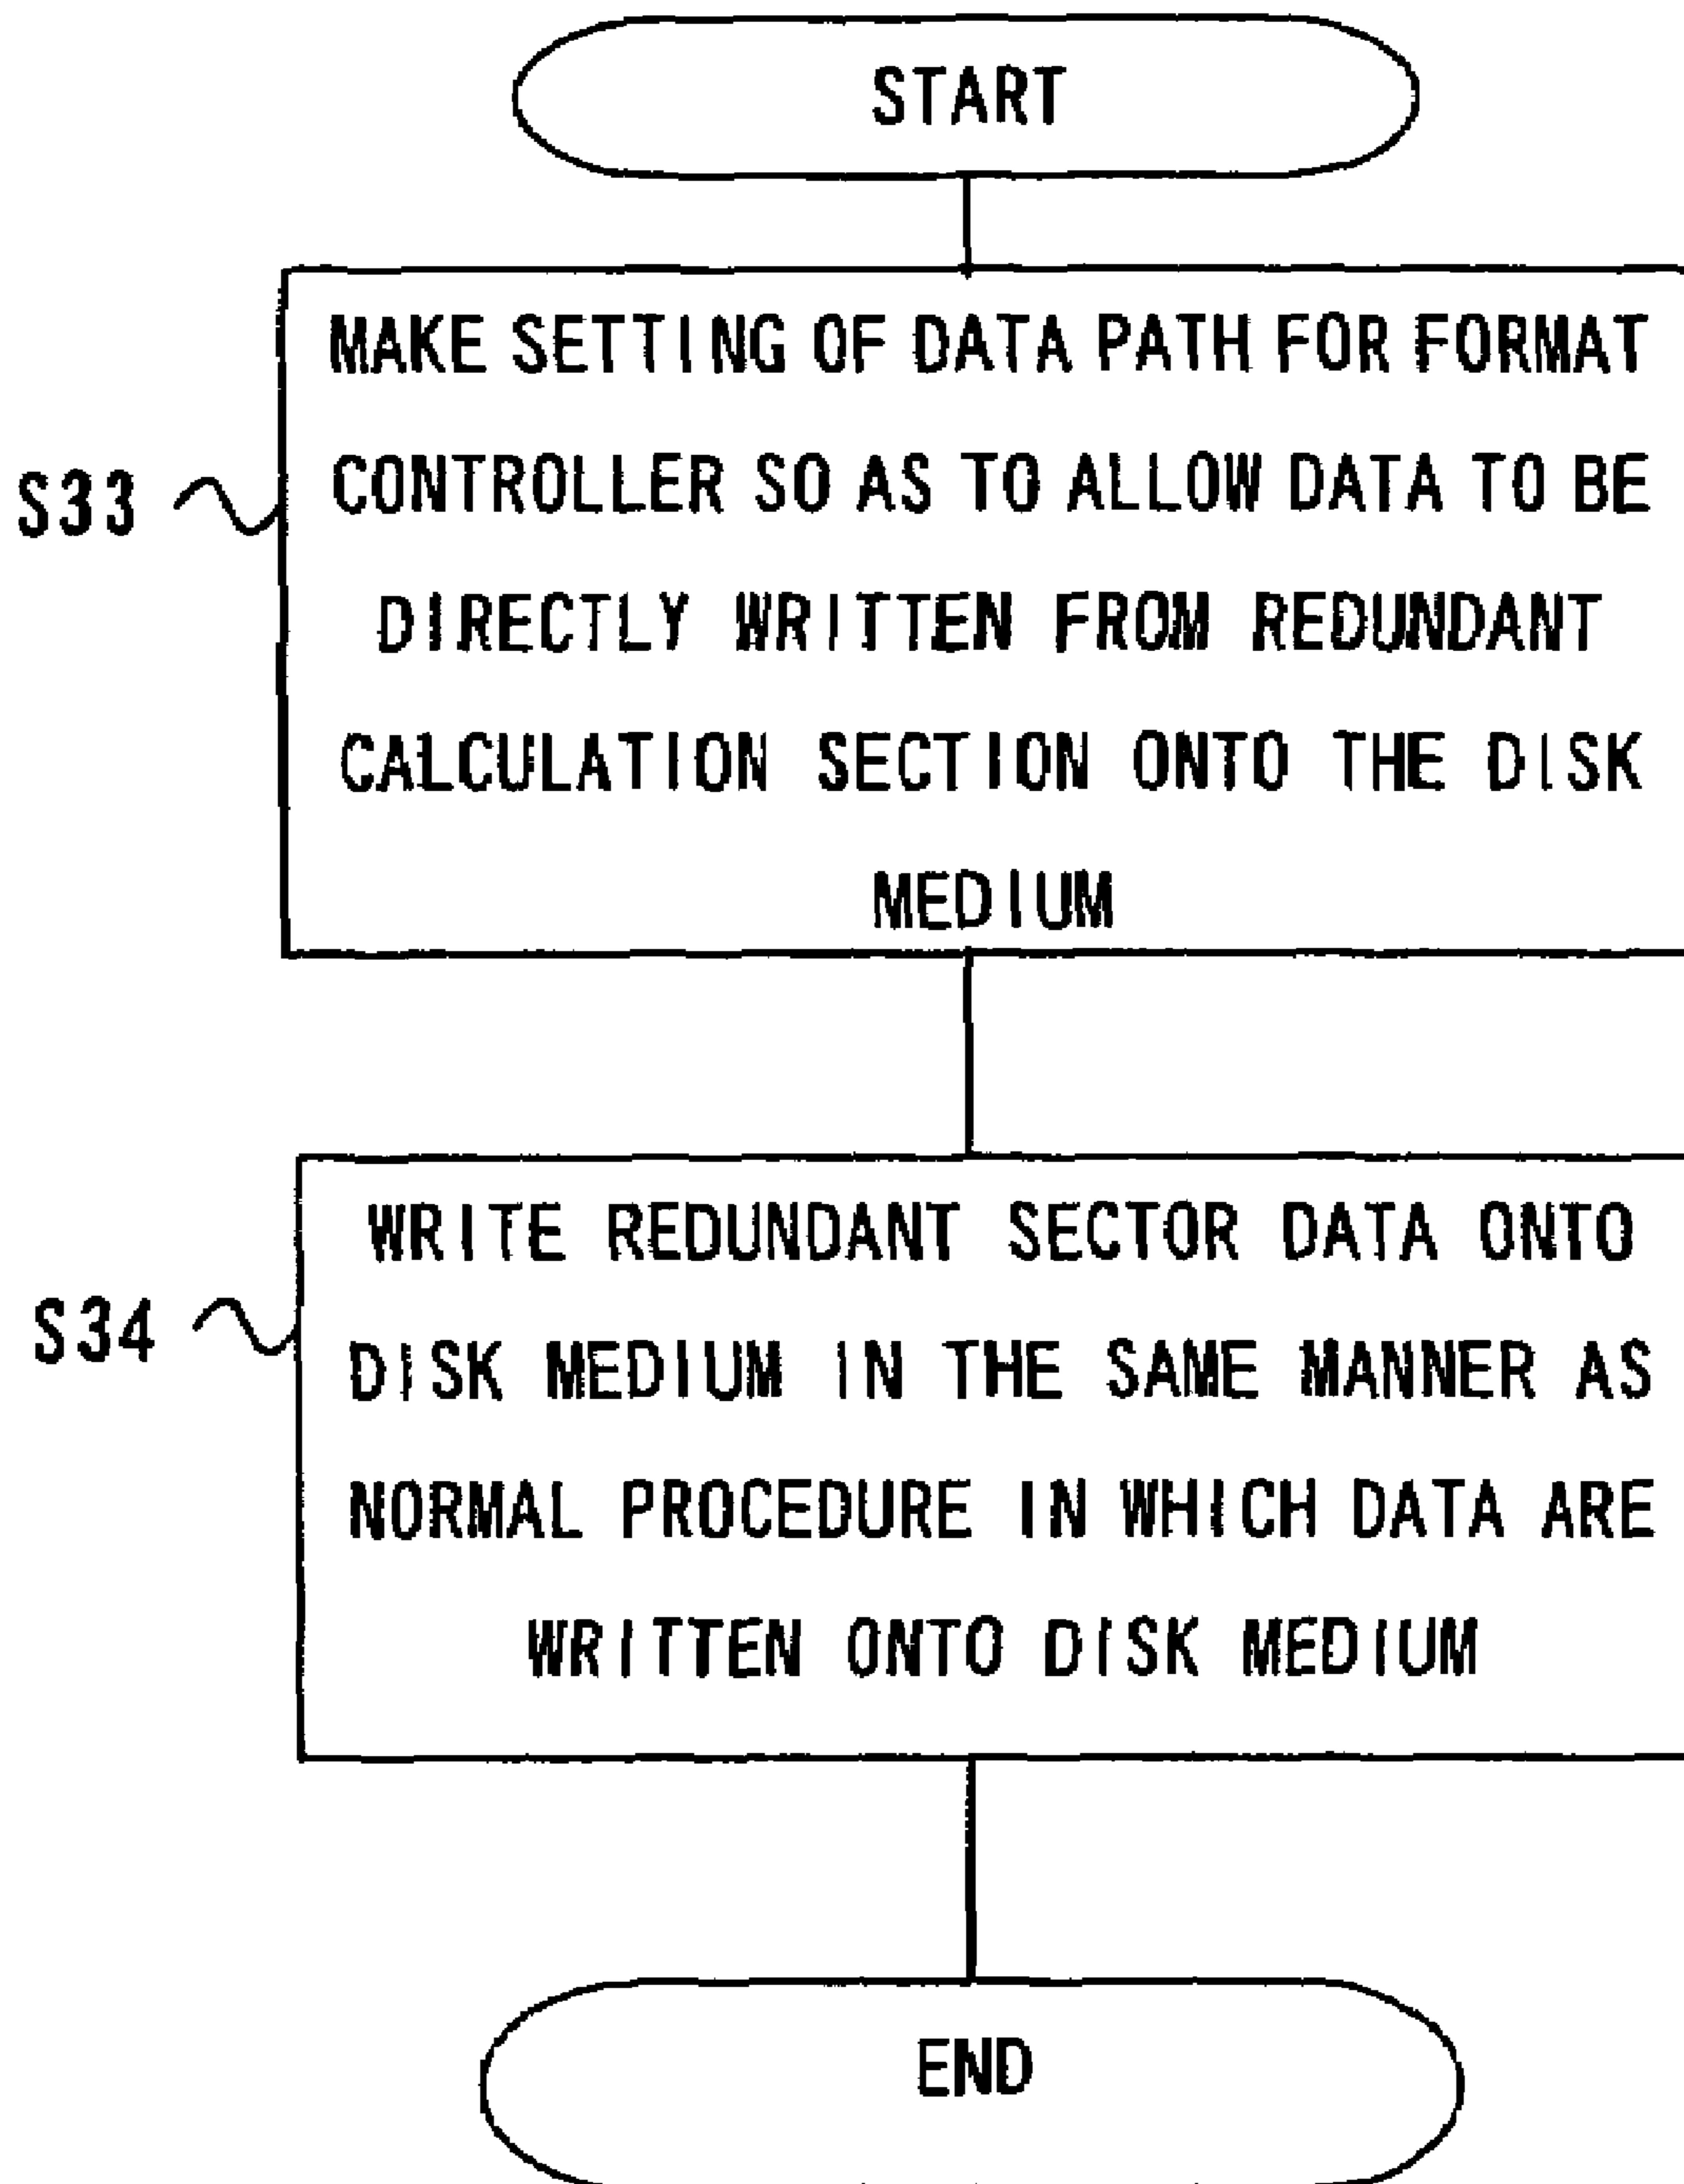 START
MAKE SETTING OF DATA PATH FOR FORMAT
CONTROLLER SO AS TO ALLOW DATA TO BE
DIRECTLY WRITTEN FROM REDUNDANT
CALCULATION SECTION ONTO THE DISK
MEDIUM
S33
WRITE REDUNDANT SECTOR DATA ONTO
DISK MEDIUM IN THE SAME MANNER AS
NORMAL PROCEDURE IN WHICH DATA ARE
WRITTEN ONTO DISK MEDIUM
S34
END